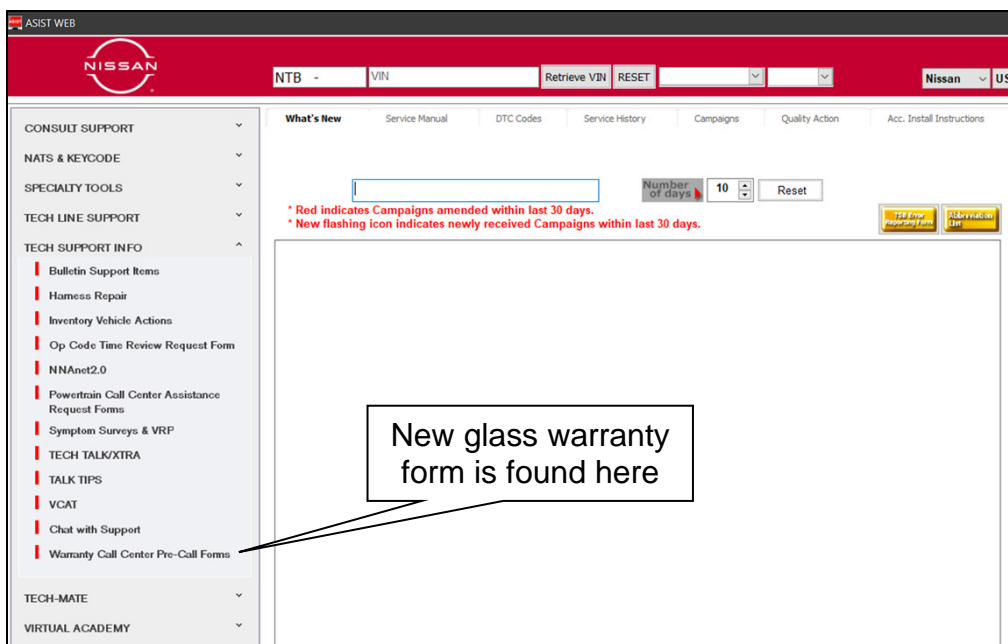 ASIST WEB
NISSAN
NTB -
VIN
Retrieve VIN
RESET
Nissan
US
CONSULT SUPPORT
NATS & KEYCODE
SPECIALTY TOOLS
TECH LINE SUPPORT
TECH SUPPORT INFO
Bulletin Support Items
Harness Repair
Inventory Vehicle Actions
Op Code Time Review Request Form
NNAnet2.0
Powertrain Call Center Assistance
Request Forms
Symptom Surveys & VRP
TECH TALK/XTRA
TALK TIPS
VCAT
Chat with Support
Warranty Call Center Pre-Call Forms
TECH-MATE
VIRTUAL ACADEMY
What's New
Service Manual
DTC Codes
Service History
Campaigns
Quality Action
Acc. Install Instructions
Number
of days
10
Reset
* Red indicates Campaigns amended within last 30 days.
* New flashing icon indicates newly received Campaigns within last 30 days.
TSB Error
Reporting Form
Abbreviation
List
New glass warranty
form is found here